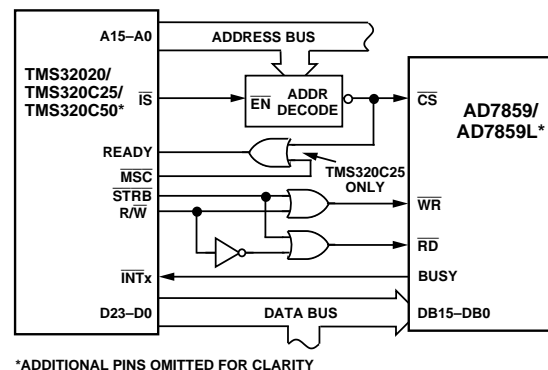 A15–A0
ADDRESS BUS
TMS32020/
TMS320C25/
TMS320C50*
IS
EN
ADDR
DECODE
CS
AD7859/
AD7859L*
READY
TMS320C25
ONLY
MSC
STRB
R/W
WR
RD
INTx
BUSY
D23–D0
DATA BUS
DB15–DB0
*ADDITIONAL PINS OMITTED FOR CLARITY